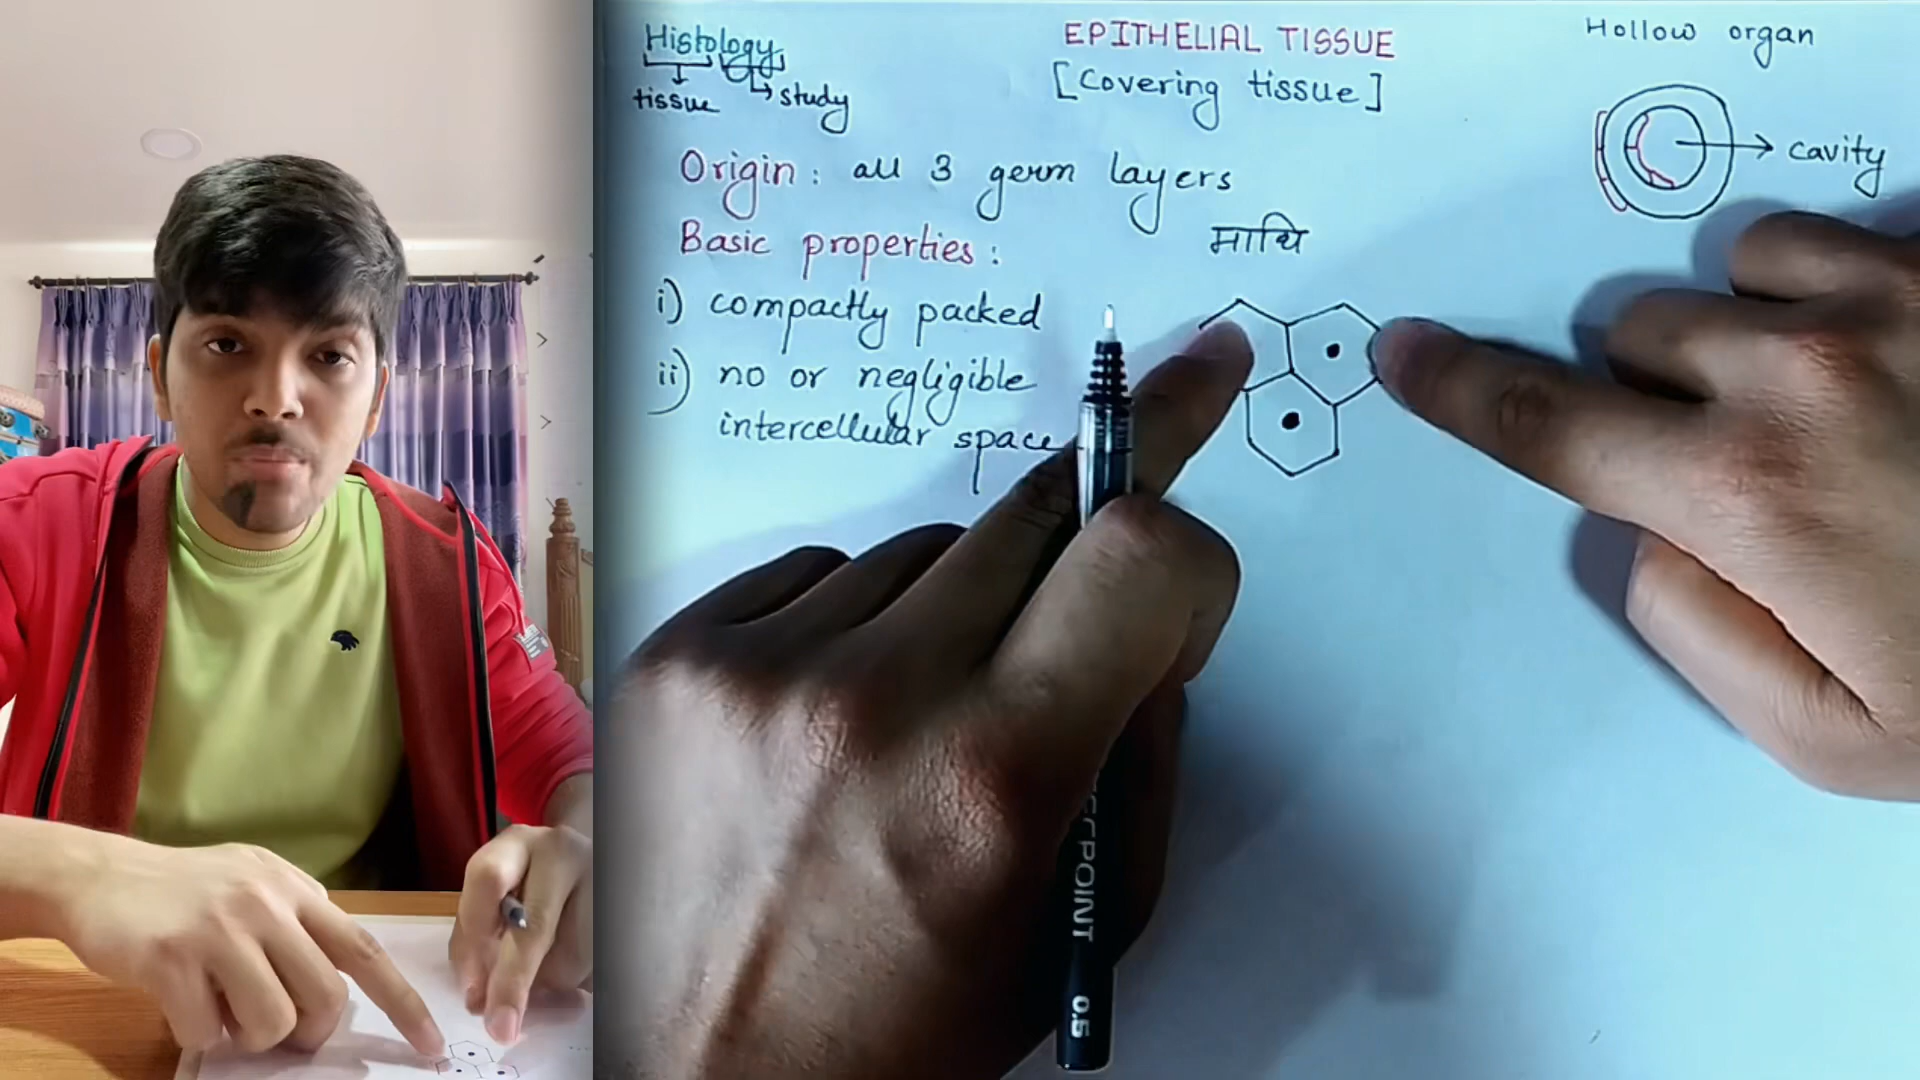 Histology
tissue
study
EPITHELIAL TISSUE
[Covering tissue]
Hollow organ
cavity
Origin: all 3 germ layers
Basic properties:
माथि
i) compactly packed
ii) no or negligible
intercellular space
0.5